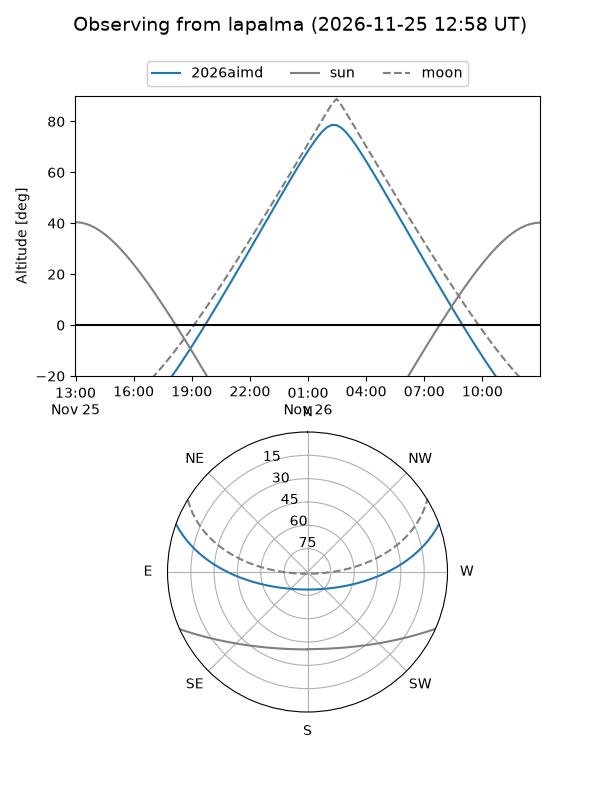 Observing from lapalma (2026-11-25 12:58 UT)
2026aimd sun moon
Altitude [deg]
80
60
40
20
0
−20
13:00 16:00 19:00 22:00 01:00 04:00 07:00 10:00
Nov 25 Nov 26
N
NE NW
15
30
45
60
75
E W
SE SW
S